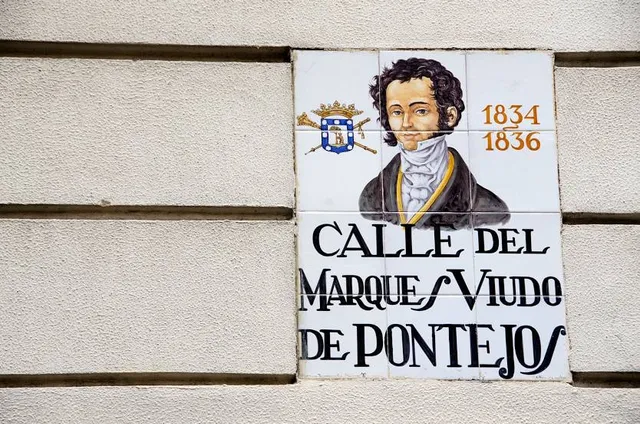 1834
1836
CALLE DEL
MARQUES VIUDO
DE PONTEJOS